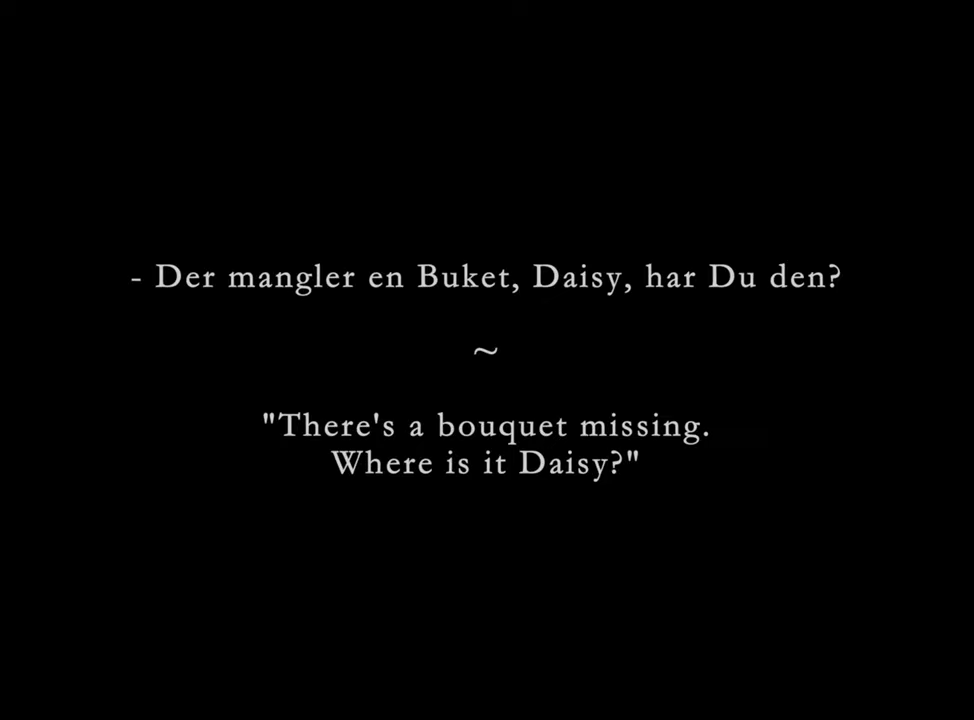 - Der mangler en Buket, Daisy, har Du den?
~
"There's a bouquet missing.
Where is it Daisy?"